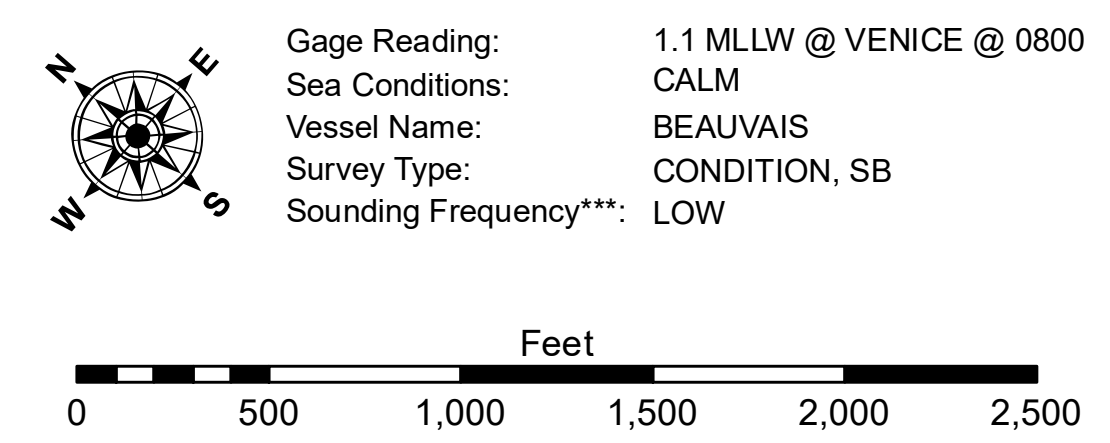 N E
W S
Gage Reading: 1.1 MLLW @ VENICE @ 0800
Sea Conditions: CALM
Vessel Name: BEAUVAIS
Survey Type: CONDITION, SB
Sounding Frequency***: LOW
Feet
0 500 1,000 1,500 2,000 2,500